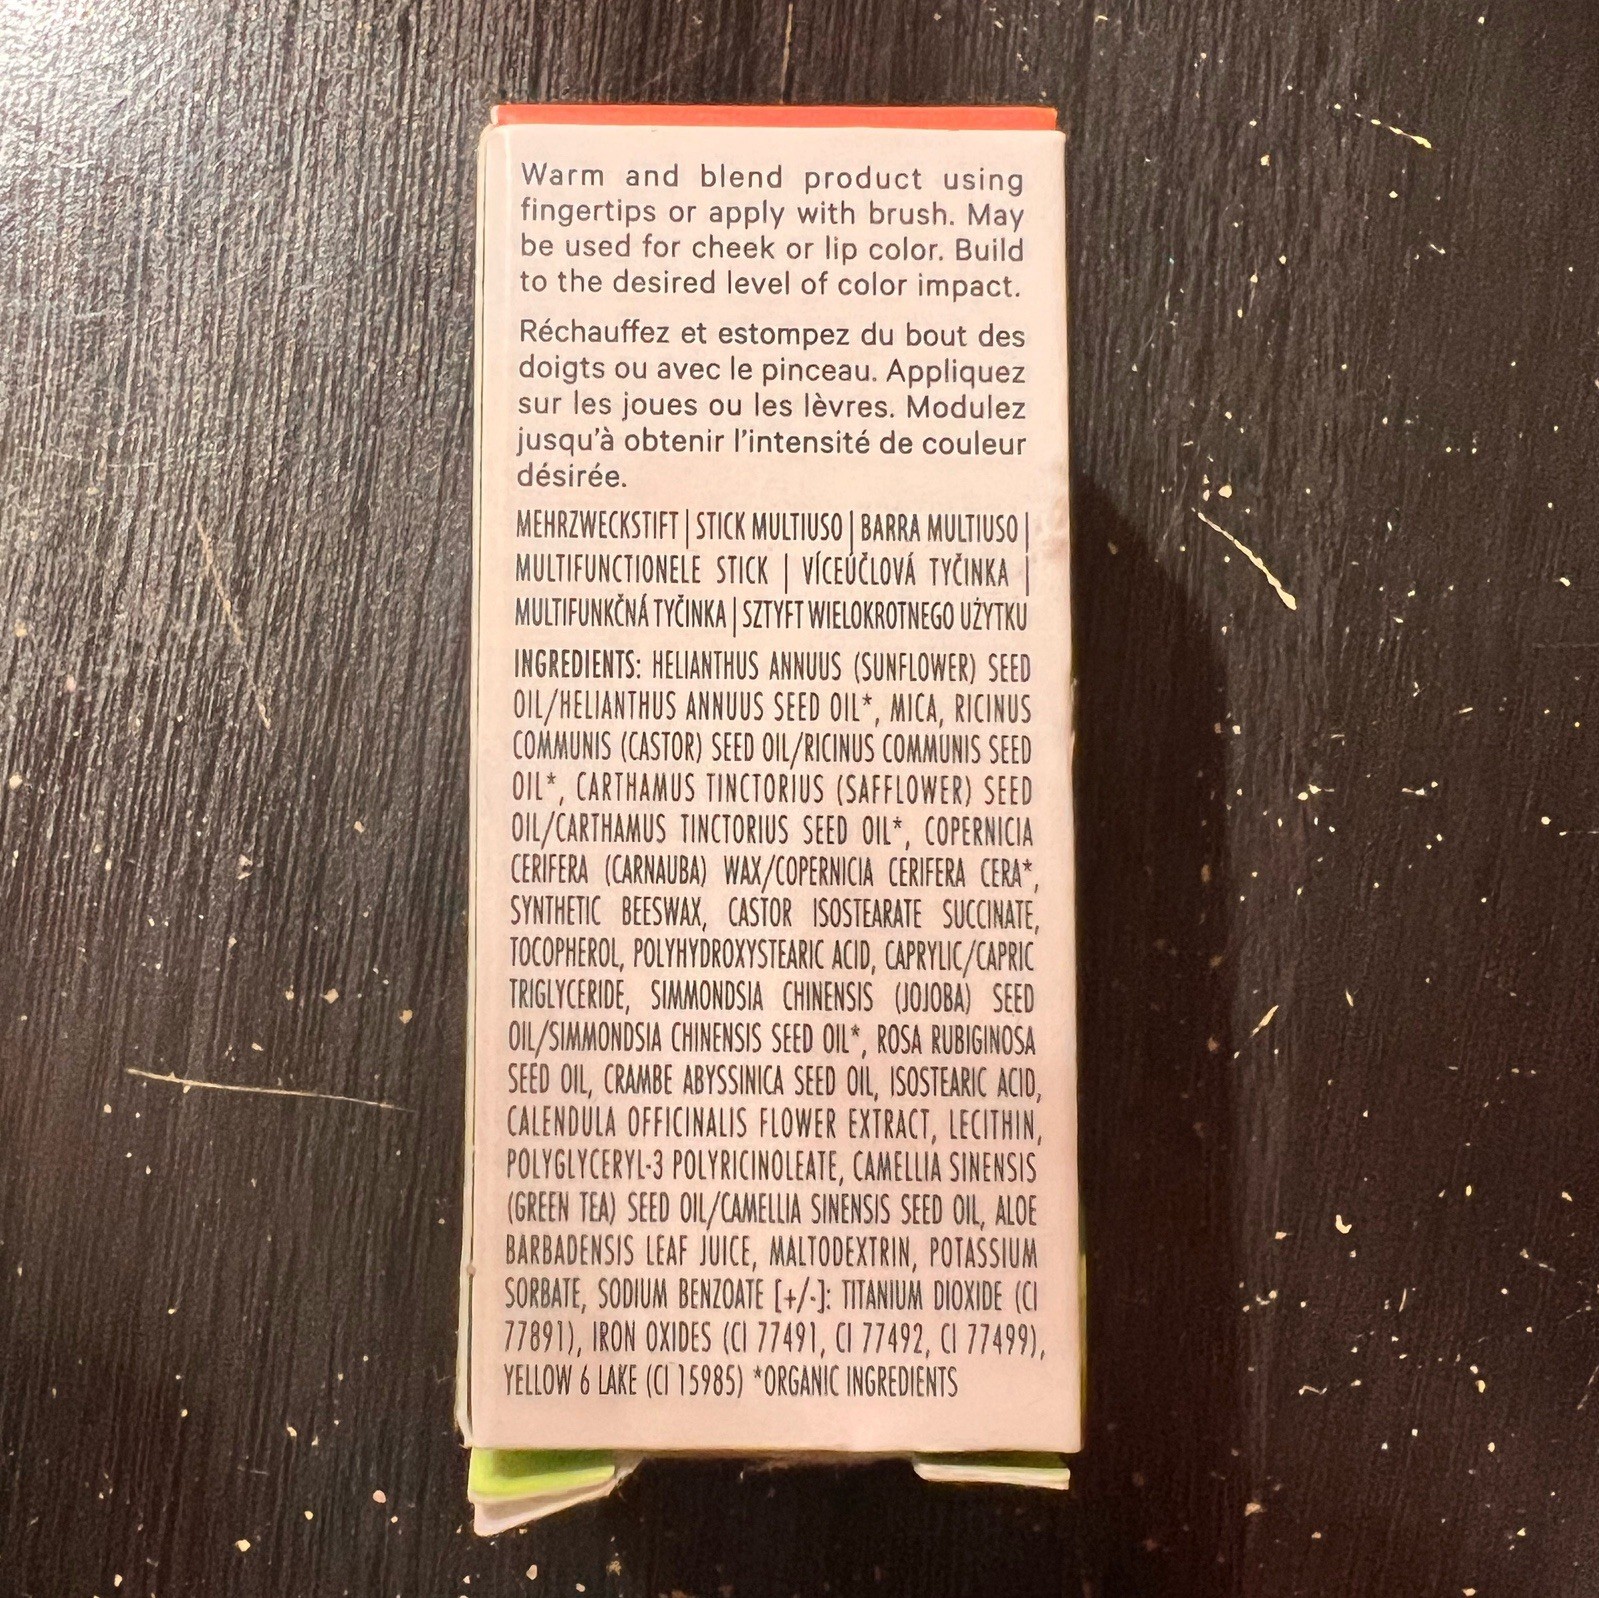 Warm and blend product using
fingertips or apply with brush. May
be used for cheek or lip color. Build
to the desired level of color impact.
Réchauffez et estompez du bout des
doigts ou avec le pinceau. Appliquez
sur les joues ou les lèvres. Modulez
jusqu'à obtenir l'intensité de couleur
désirée.
MEHRZWECKSTIFT | STICK MULTIUSO | BARRA MULTIUSO |
MULTIFUNCTIONELE STICK | VÍCEÚČLOVÁ TYČINKA |
MULTIFUNKČNÁ TYČINKA | SZTYFT WIELOKROTNEGO UŻYTKU
INGREDIENTS: HELIANTHUS ANNUUS (SUNFLOWER) SEED
OIL/HELIANTHUS ANNUUS SEED OIL*, MICA, RICINUS
COMMUNIS (CASTOR) SEED OIL/RICINUS COMMUNIS SEED
OIL*, CARTHAMUS TINCTORIUS (SAFFLOWER) SEED
OIL/CARTHAMUS TINCTORIUS SEED OIL*, COPERNICIA
CERIFERA (CARNAUBA) WAX/COPERNICIA CERIFERA CERA*,
SYNTHETIC BEESWAX, CASTOR ISOSTEARATE SUCCINATE,
TOCOPHEROL, POLYHYDROXYSTEARIC ACID, CAPRYLIC/CAPRIC
TRIGLYCERIDE, SIMMONDSIA CHINENSIS (JOJOBA) SEED
OIL/SIMMONDSIA CHINENSIS SEED OIL*, ROSA RUBIGINOSA
SEED OIL, CRAMBE ABYSSINICA SEED OIL, ISOSTEARIC ACID,
CALENDULA OFFICINALIS FLOWER EXTRACT, LECITHIN,
POLYGLYCERYL-3 POLYRICINOLEATE, CAMELLIA SINENSIS
(GREEN TEA) SEED OIL/CAMELLIA SINENSIS SEED OIL, ALOE
BARBADENSIS LEAF JUICE, MALTODEXTRIN, POTASSIUM
SORBATE, SODIUM BENZOATE [+/-]: TITANIUM DIOXIDE (CI
77891), IRON OXIDES (CI 77491, CI 77492, CI 77499),
YELLOW 6 LAKE (CI 15985) *ORGANIC INGREDIENTS